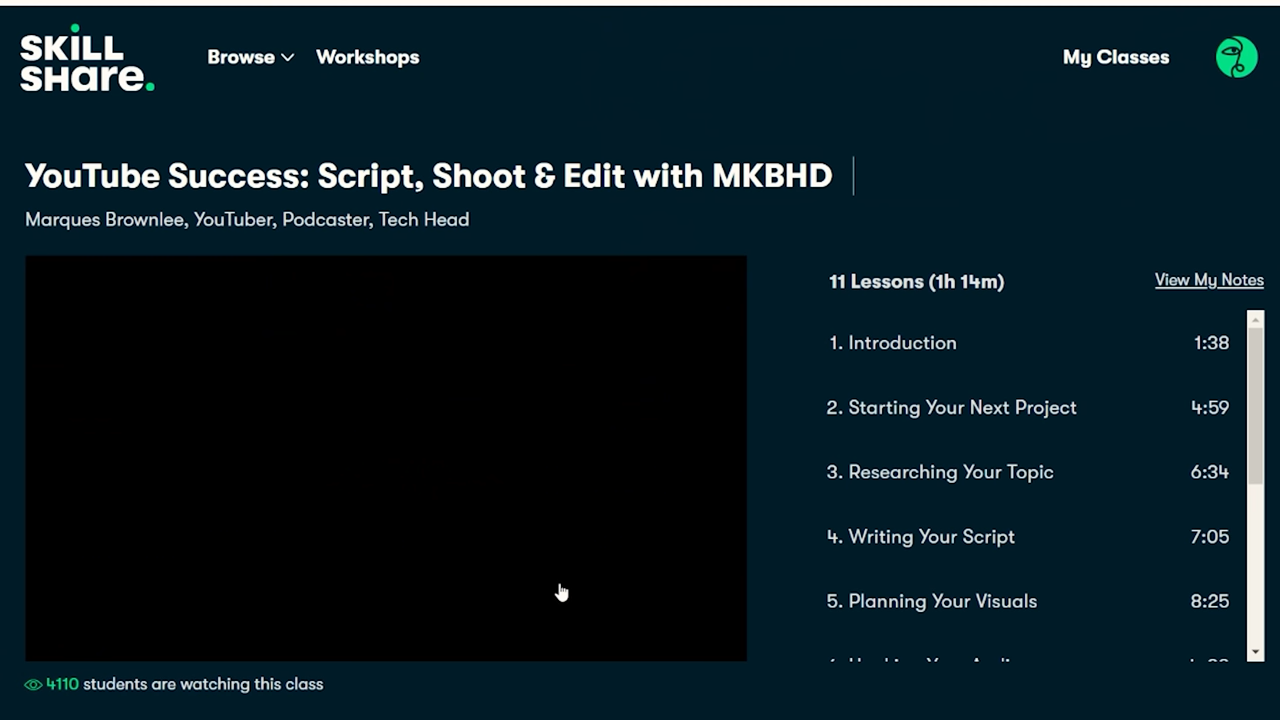 SKILL
SHare.
Browse
Workshops
My Classes
YouTube Success: Script, Shoot & Edit with MKBHD
Marques Brownlee, YouTuber, Podcaster, Tech Head
11 Lessons (1h 14m)
View My Notes
1. Introduction 1:38
2. Starting Your Next Project 4:59
3. Researching Your Topic 6:34
4. Writing Your Script 7:05
5. Planning Your Visuals 8:25
4110 students are watching this class